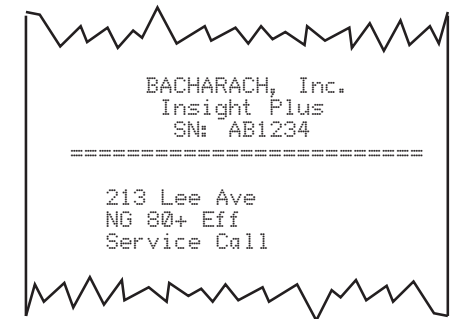 BACHARACH, Inc.
Insight Plus
SN: AB1234
=========================
213 Lee Ave
NG 80+ Eff
Service Call